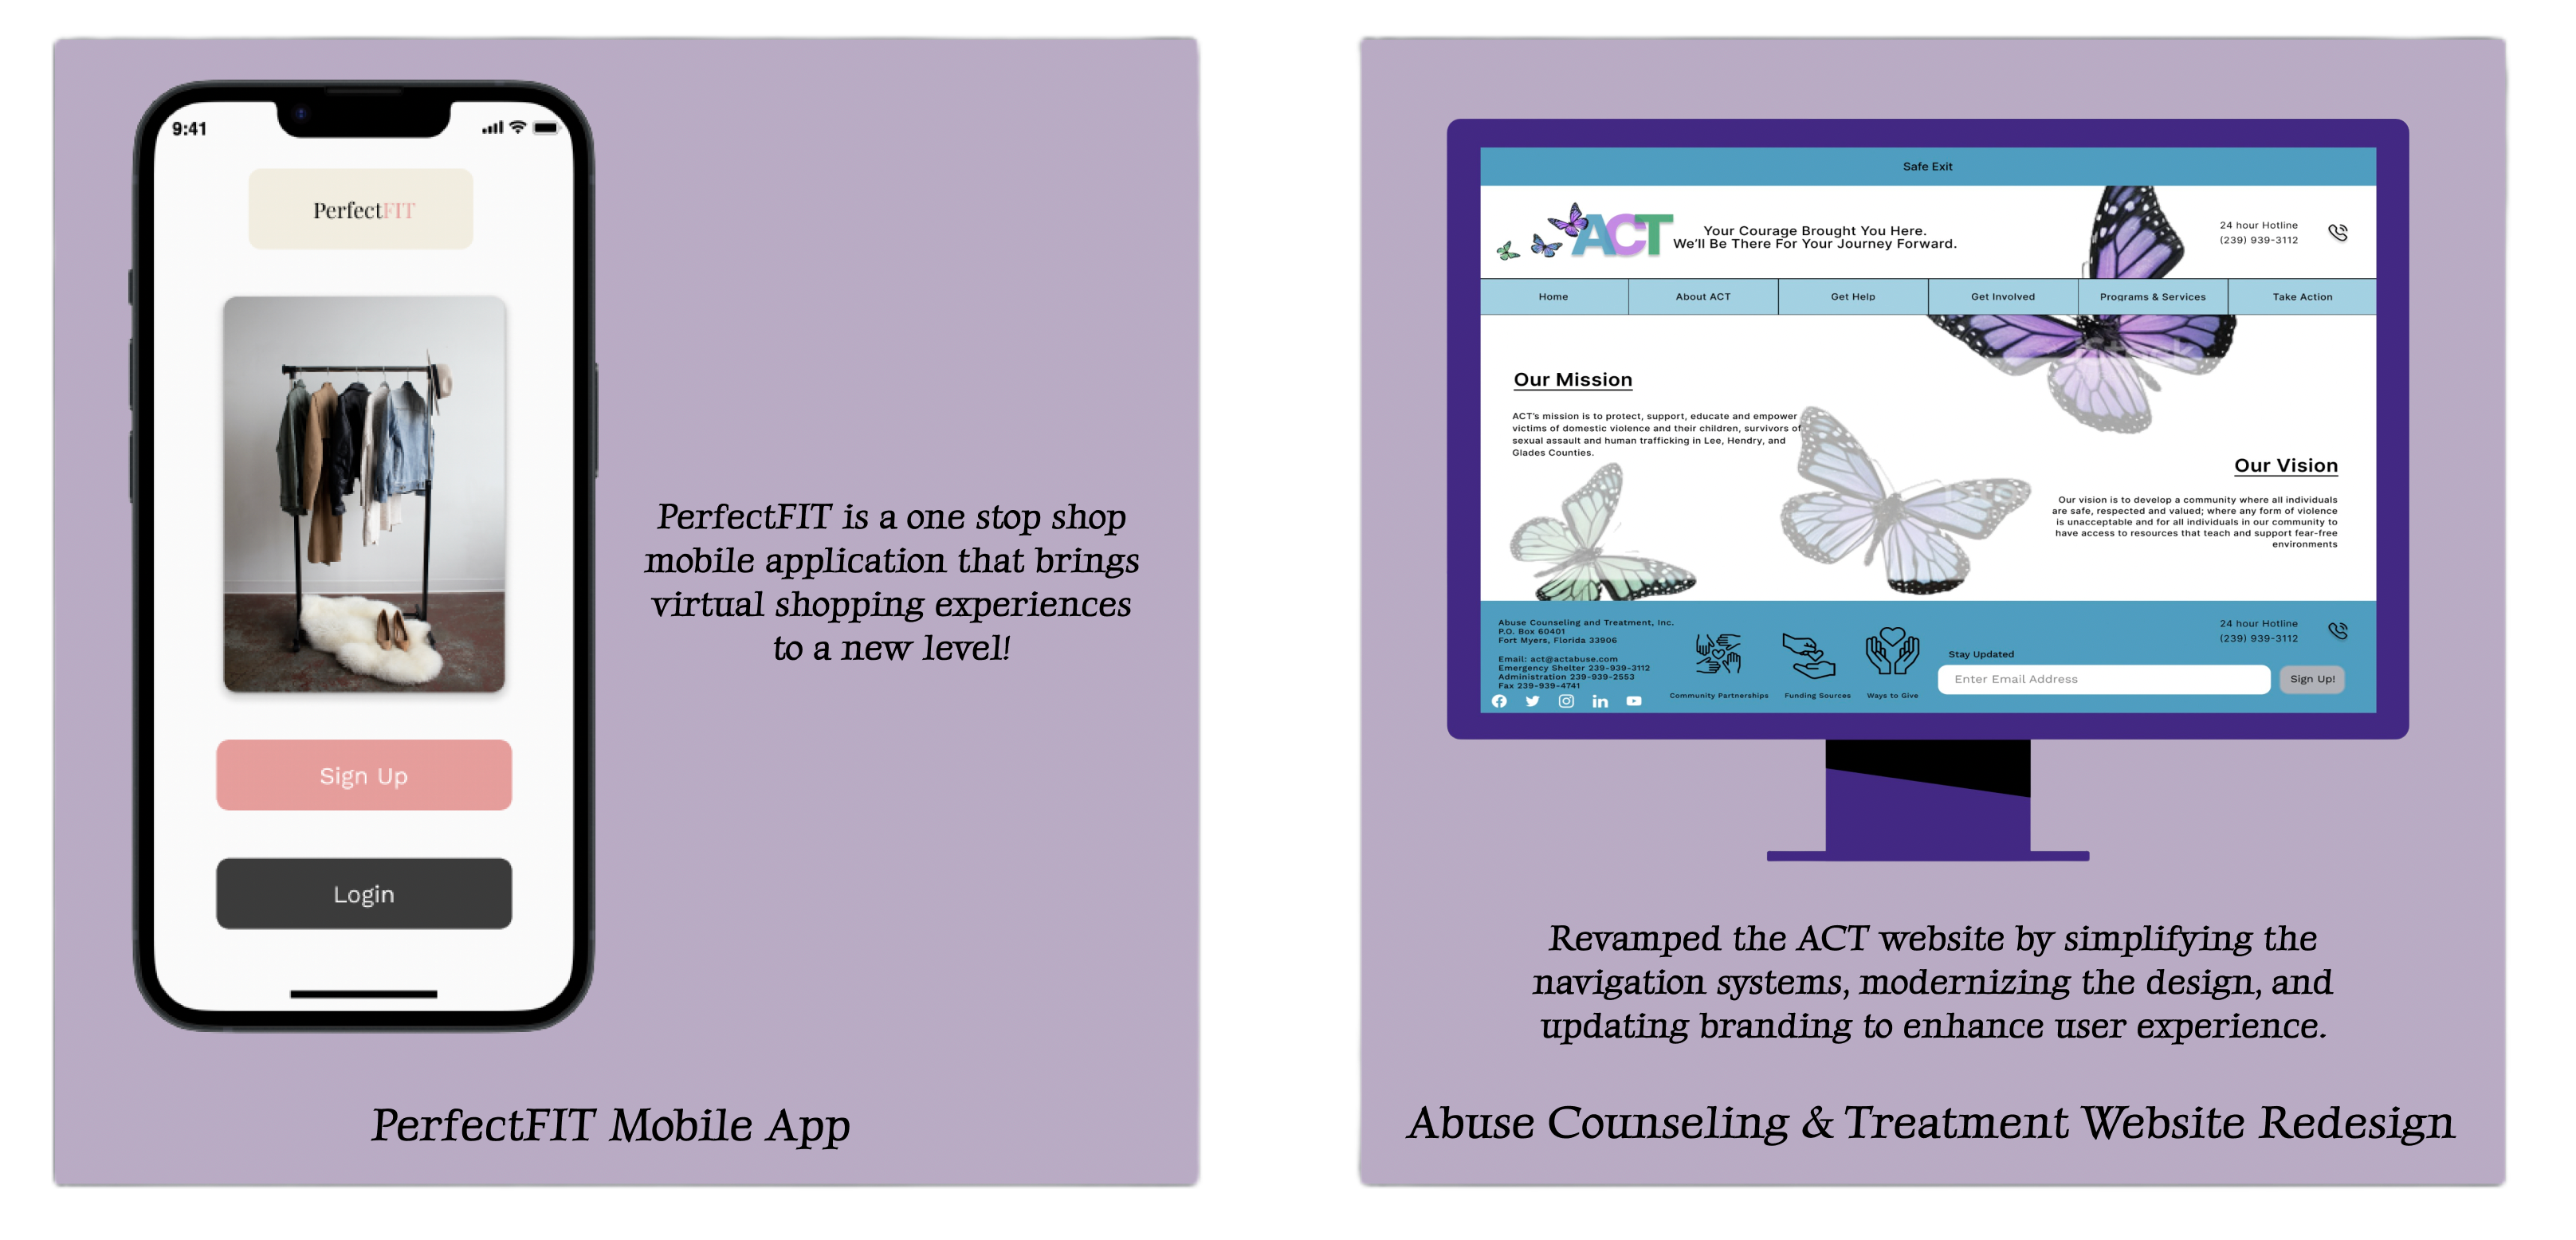 9:41
PerfectFIT
Sign Up
Login
PerfectFIT is a one stop shop
mobile application that brings
virtual shopping experiences
to a new level!
PerfectFIT Mobile App
Safe Exit
ACT
Your Courage Brought You Here.
We'll Be There For Your Journey Forward.
24 hour Hotline
(239) 939-3112
Home
About ACT
Get Help
Get Involved
Programs & Services
Take Action
Our Mission
ACT's mission is to protect, support, educate and empower
victims of domestic violence and their children, survivors of
sexual assault and human trafficking in Lee, Hendry, and
Glades Counties.
Our Vision
Our vision is to develop a community where all individuals
are safe, respected and valued; where any form of violence
is unacceptable and for all individuals in our community to
have access to resources that teach and support fear-free
environments
Abuse Counseling and Treatment, Inc.
P.O. Box 60401
Fort Myers, Florida 33906
Email: act@actabuse.com
Emergency Shelter 239-939-3112
Administration 239-939-2553
Fax 239-939-4741
Community Partnerships
Funding Sources
Ways to Give
24 hour Hotline
(239) 939-3112
Stay Updated
Enter Email Address
Sign Up!
Revamped the ACT website by simplifying the
navigation systems, modernizing the design, and
updating branding to enhance user experience.
Abuse Counseling & Treatment Website Redesign